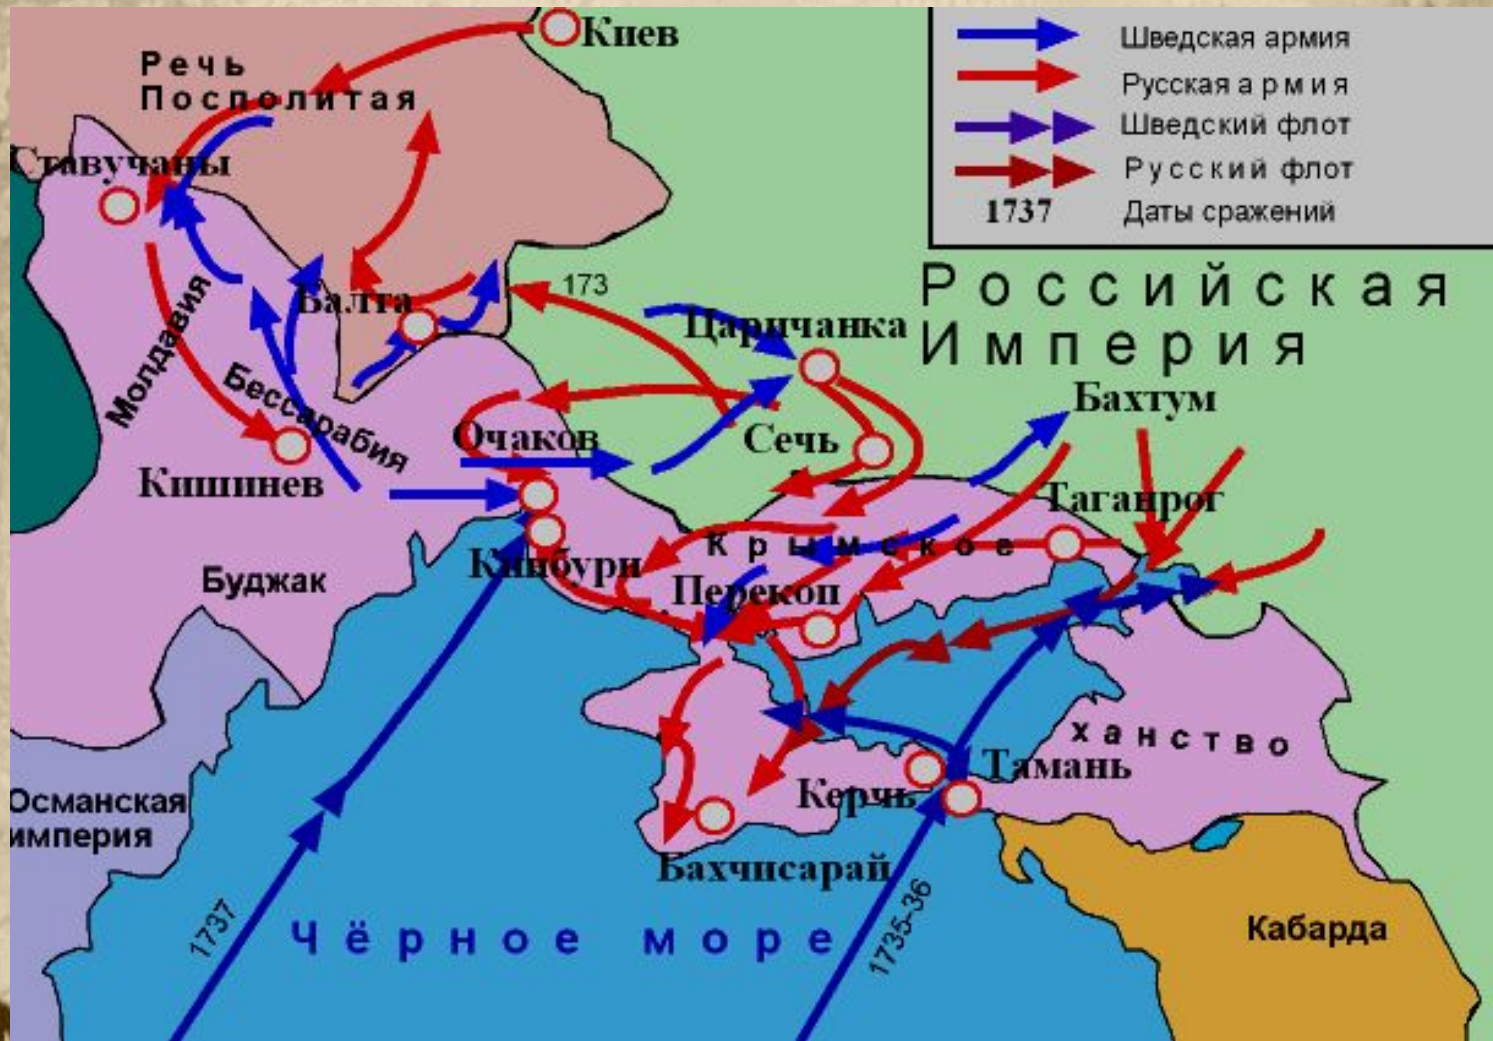 Киев
Речь
Посполитая
Ставучаны
Шведская армия
Русская армия
Шведский флот
Русский флот
1737 Даты сражений
Российская
Империя
173
Балта
Царичанка
Молдавия
Бессарабия
Бахтум
Очаков
Сечь
Кишинев
Таганрог
Крымское
Кинбурн
Перекоп
Буджак
ханство
Тамань
Керчь
Османская
империя
Бахчисарай
1737
Чёрное море
1735-36
Кабарда